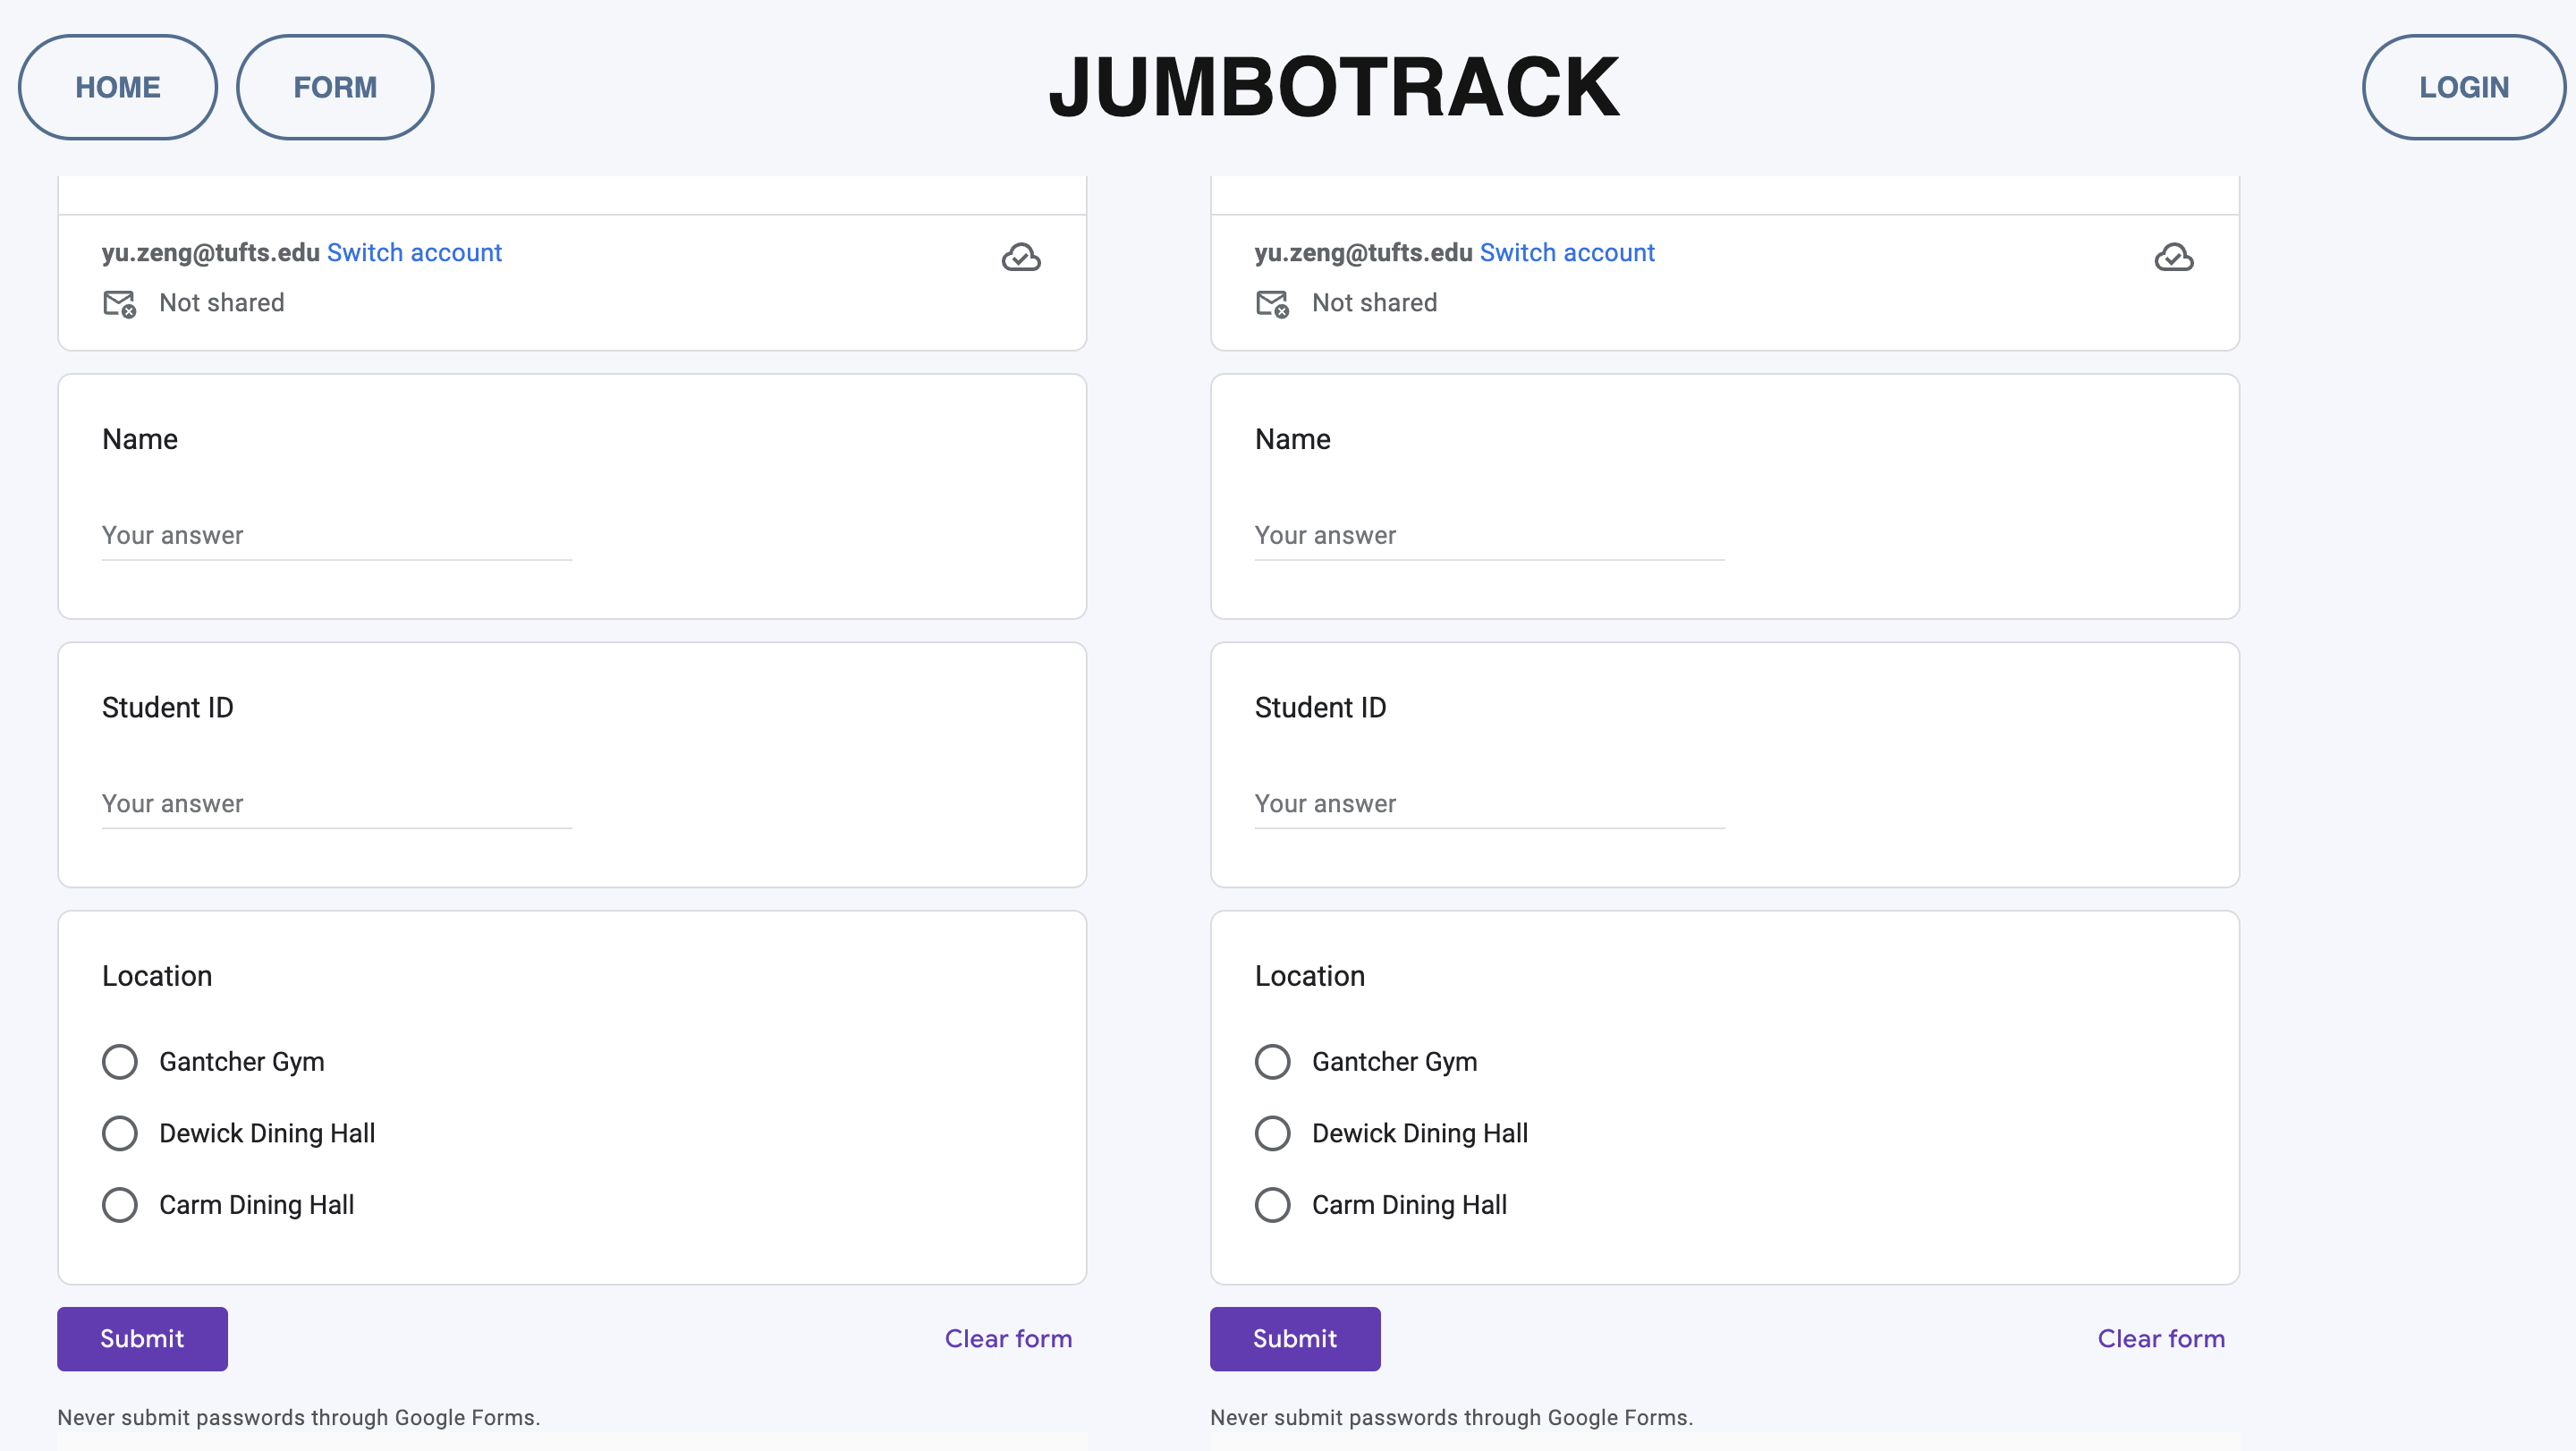 HOME FORM JUMBOTRACK LOGIN
yu.zeng@tufts.edu Switch account
Not shared
Name
Your answer
Student ID
Your answer
Location
Gantcher Gym
Dewick Dining Hall
Carm Dining Hall
Submit Clear form
Never submit passwords through Google Forms.
yu.zeng@tufts.edu Switch account
Not shared
Name
Your answer
Student ID
Your answer
Location
Gantcher Gym
Dewick Dining Hall
Carm Dining Hall
Submit Clear form
Never submit passwords through Google Forms.